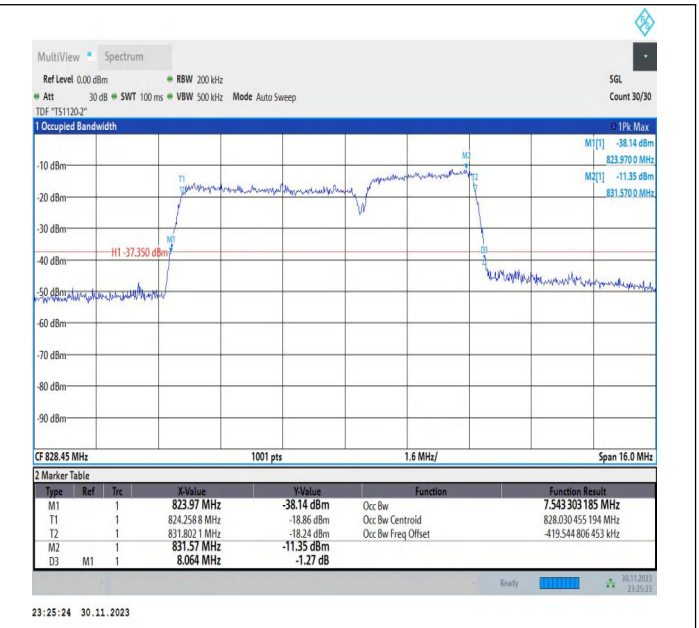 R S
MultiView Spectrum
Ref Level 0.00 dBm RBW 200 kHz SGL
Att 30 dB SWT 100 ms VBW 500 kHz Mode Auto Sweep Count 30/30
TDF "TS1120-2"
1 Occupied Bandwidth 1Pk Max
M1[1] -38.14 dBm
823.970 0 MHz
M2[1] -11.35 dBm
831.570 0 MHz
M2
-10 dBm
T1 T2
-20 dBm
-30 dBm
M1
H1 -37.350 dBm
D3
-40 dBm
-50 dBm
-60 dBm
-70 dBm
-80 dBm
-90 dBm
CF 828.45 MHz 1001 pts 1.6 MHz/ Span 16.0 MHz
2 Marker Table
Type Ref Trc X-Value Y-Value Function Function Result
M1 1 823.97 MHz -38.14 dBm Occ Bw 7.543 303 185 MHz
T1 1 824.258 8 MHz -18.86 dBm Occ Bw Centroid 828.030 455 194 MHz
T2 1 831.802 1 MHz -18.24 dBm Occ Bw Freq Offset -419.544 806 453 kHz
M2 1 831.57 MHz -11.35 dBm
D3 M1 1 8.064 MHz -1.27 dB
Ready 30.11.2023
23:25:23
23:25:24 30.11.2023